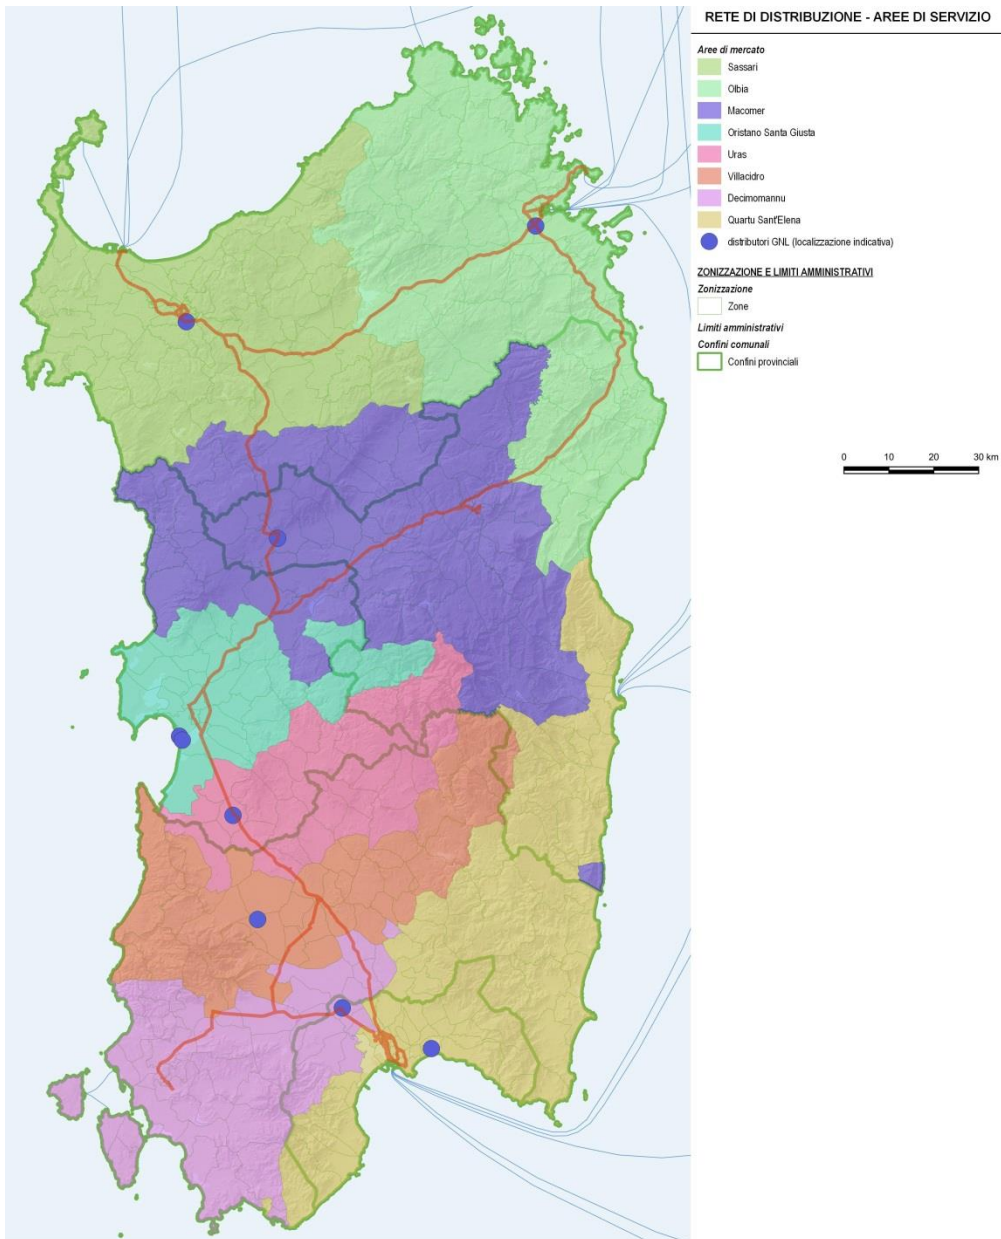 RETE DI DISTRIBUZIONE - AREE DI SERVIZIO
Aree di mercato
Sassari
Olbia
Macomer
Oristano Santa Giusta
Uras
Villacidro
Decimomannu
Quartu Sant'Elena
distributori GNL (localizzazione indicativa)
ZONIZZAZIONE E LIMITI AMMINISTRATIVI
Zonizzazione
Zone
Limiti amministrativi
Confini comunali
Confini provinciali
0 10 20 30 km